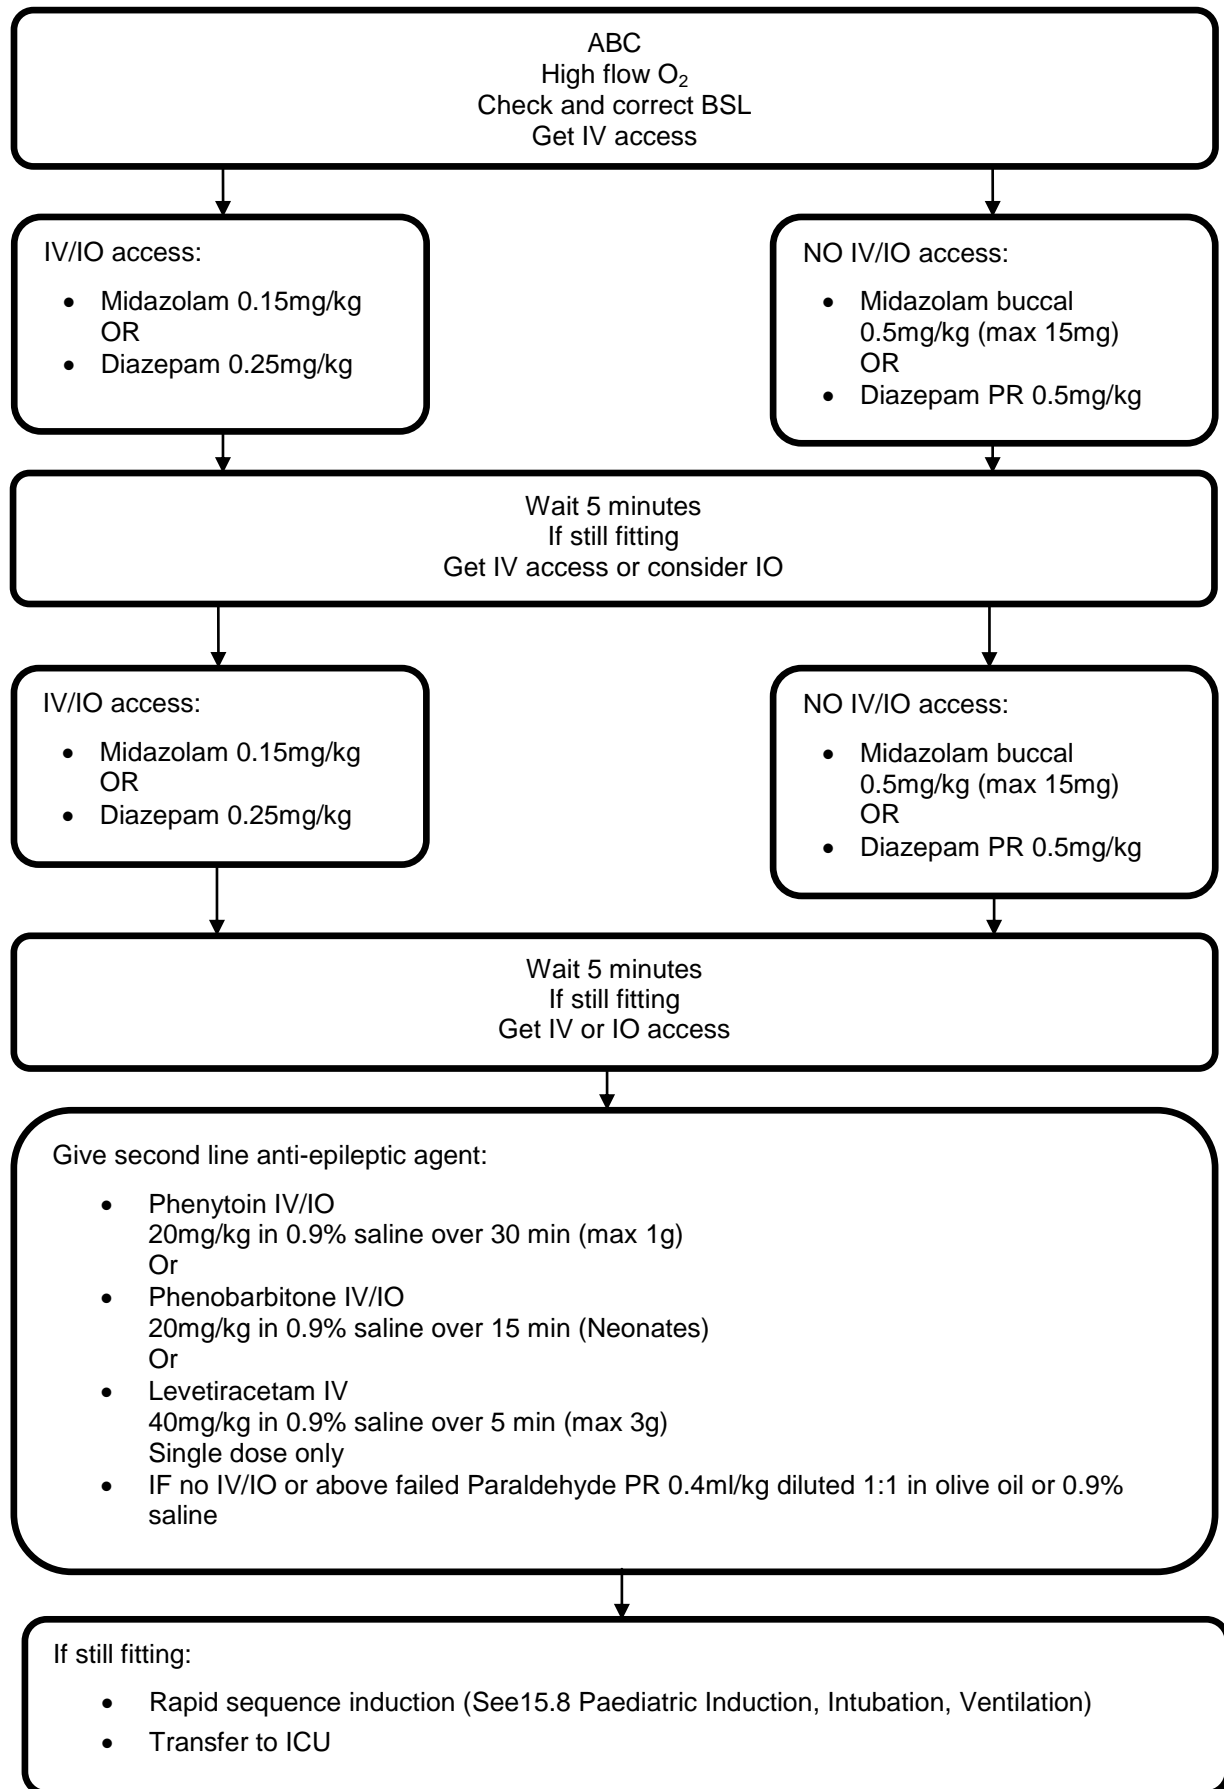 ABC
High flow O₂
Check and correct BSL
Get IV access
IV/IO access:
• Midazolam 0.15mg/kg
OR
• Diazepam 0.25mg/kg
NO IV/IO access:
• Midazolam buccal
0.5mg/kg (max 15mg)
OR
• Diazepam PR 0.5mg/kg
Wait 5 minutes
If still fitting
Get IV access or consider IO
IV/IO access:
• Midazolam 0.15mg/kg
OR
• Diazepam 0.25mg/kg
NO IV/IO access:
• Midazolam buccal
0.5mg/kg (max 15mg)
OR
• Diazepam PR 0.5mg/kg
Wait 5 minutes
If still fitting
Get IV or IO access
Give second line anti-epileptic agent:
• Phenytoin IV/IO
20mg/kg in 0.9% saline over 30 min (max 1g)
Or
• Phenobarbitone IV/IO
20mg/kg in 0.9% saline over 15 min (Neonates)
Or
• Levetiracetam IV
40mg/kg in 0.9% saline over 5 min (max 3g)
Single dose only
• IF no IV/IO or above failed Paraldehyde PR 0.4ml/kg diluted 1:1 in olive oil or 0.9%
saline
If still fitting:
• Rapid sequence induction (See15.8 Paediatric Induction, Intubation, Ventilation)
• Transfer to ICU